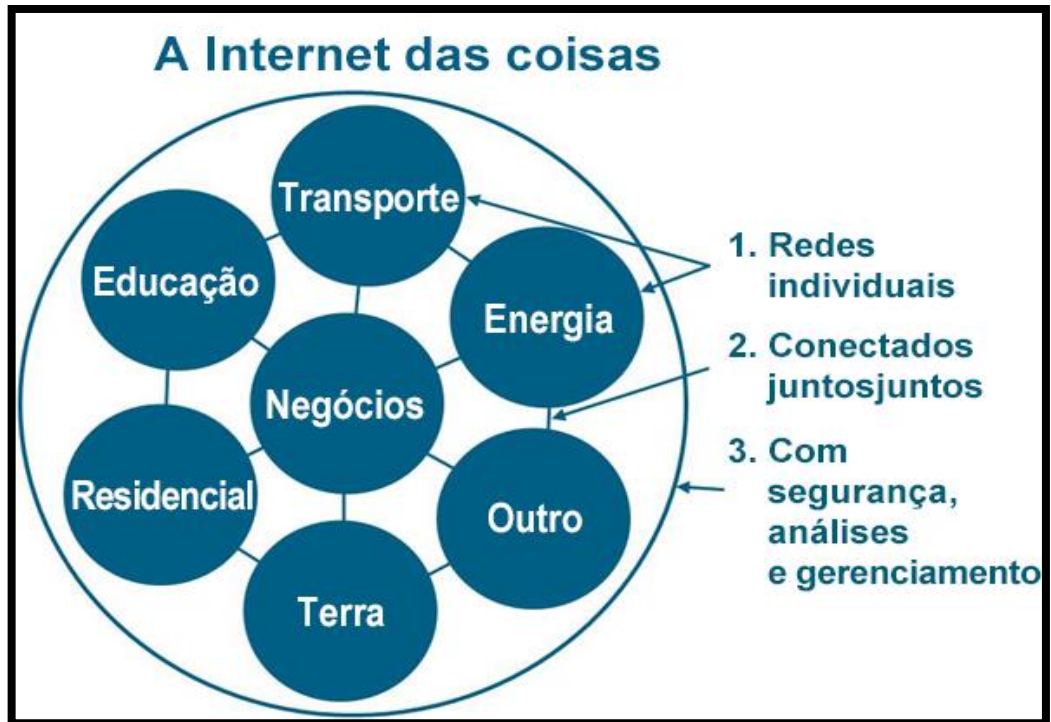 A Internet das coisas
Transporte
Educação
Energia
Negócios
Residencial
Outro
Terra
1. Redes
individuais
2. Conectados
juntosjuntos
3. Com
segurança,
análises
e gerenciamento